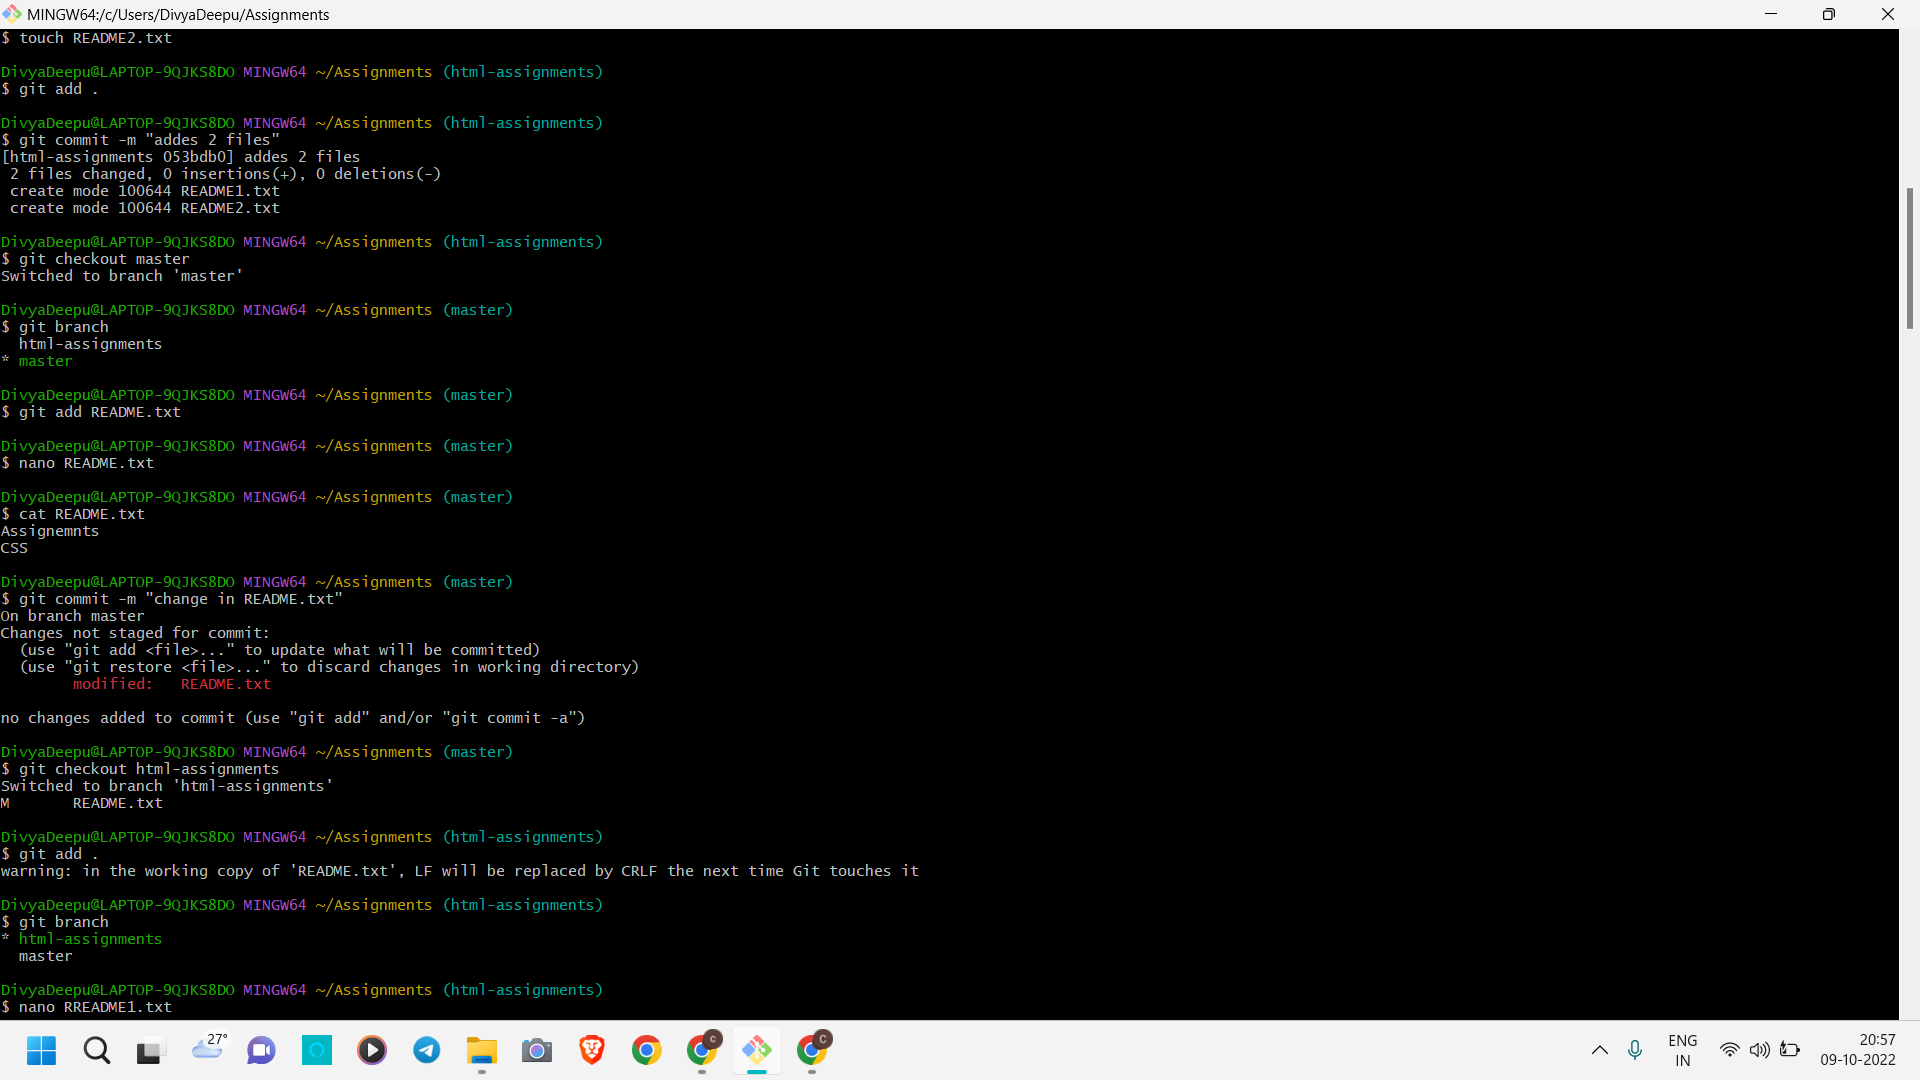 MINGW64:/c/Users/DivyaDeepu/Assignments
$ touch README2.txt
DivyaDeepu@LAPTOP-9QJKS8DO MINGW64 ~/Assignments (html-assignments)
$ git add .
DivyaDeepu@LAPTOP-9QJKS8DO MINGW64 ~/Assignments (html-assignments)
$ git commit -m "addes 2 files"
[html-assignments 053bdb0] addes 2 files
 2 files changed, 0 insertions(+), 0 deletions(-)
 create mode 100644 README1.txt
 create mode 100644 README2.txt
DivyaDeepu@LAPTOP-9QJKS8DO MINGW64 ~/Assignments (html-assignments)
$ git checkout master
Switched to branch 'master'
DivyaDeepu@LAPTOP-9QJKS8DO MINGW64 ~/Assignments (master)
$ git branch
  html-assignments
* master
DivyaDeepu@LAPTOP-9QJKS8DO MINGW64 ~/Assignments (master)
$ git add README.txt
DivyaDeepu@LAPTOP-9QJKS8DO MINGW64 ~/Assignments (master)
$ nano README.txt
DivyaDeepu@LAPTOP-9QJKS8DO MINGW64 ~/Assignments (master)
$ cat README.txt
Assignemnts
CSS
DivyaDeepu@LAPTOP-9QJKS8DO MINGW64 ~/Assignments (master)
$ git commit -m "change in README.txt"
On branch master
Changes not staged for commit:
  (use "git add <file>..." to update what will be committed)
  (use "git restore <file>..." to discard changes in working directory)
        modified:   README.txt
no changes added to commit (use "git add" and/or "git commit -a")
DivyaDeepu@LAPTOP-9QJKS8DO MINGW64 ~/Assignments (master)
$ git checkout html-assignments
Switched to branch 'html-assignments'
M       README.txt
DivyaDeepu@LAPTOP-9QJKS8DO MINGW64 ~/Assignments (html-assignments)
$ git add .
warning: in the working copy of 'README.txt', LF will be replaced by CRLF the next time Git touches it
DivyaDeepu@LAPTOP-9QJKS8DO MINGW64 ~/Assignments (html-assignments)
$ git branch
* html-assignments
  master
DivyaDeepu@LAPTOP-9QJKS8DO MINGW64 ~/Assignments (html-assignments)
$ nano RREADME1.txt
27°
C
C
ENG
IN
20:57
09-10-2022